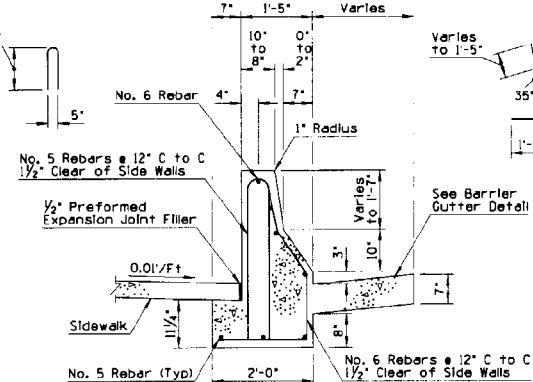 7" 1'-5" Varies
10"
to
8"
0"
to
2"
Varies
to 1'-5"
35°
5"
No. 6 Rebar
4"
7"
1" Radius
No. 5 Rebars @ 12" C to C
1½" Clear of Side Walls
Varies
to 1'-7"
See Barrier
Gutter Detail
½" Preformed
Expansion Joint Filler
3"
10"
0.01'/Ft
7"
Sidewalk
11¼"
8"
No. 5 Rebar (Typ)
2'-0"
No. 6 Rebars @ 12" C to C
1½" Clear of Side Walls